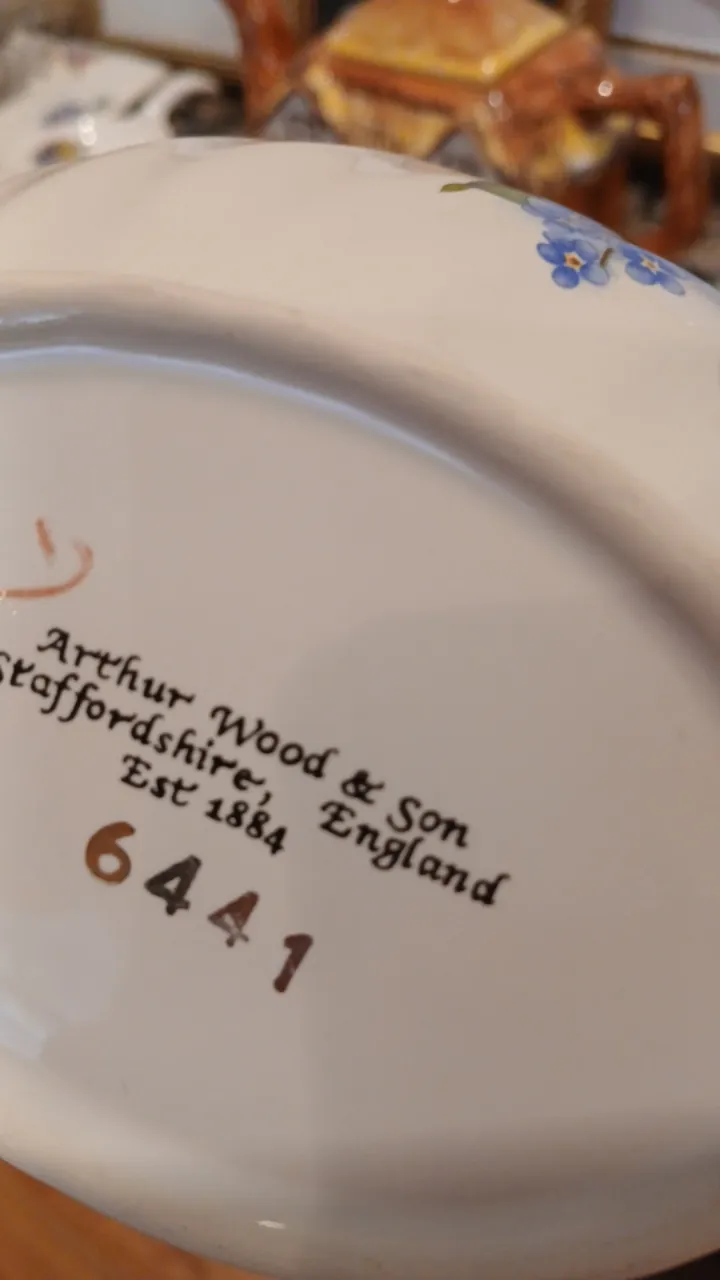 Arthur Wood & Son
Staffordshire, England
Est 1884
6441